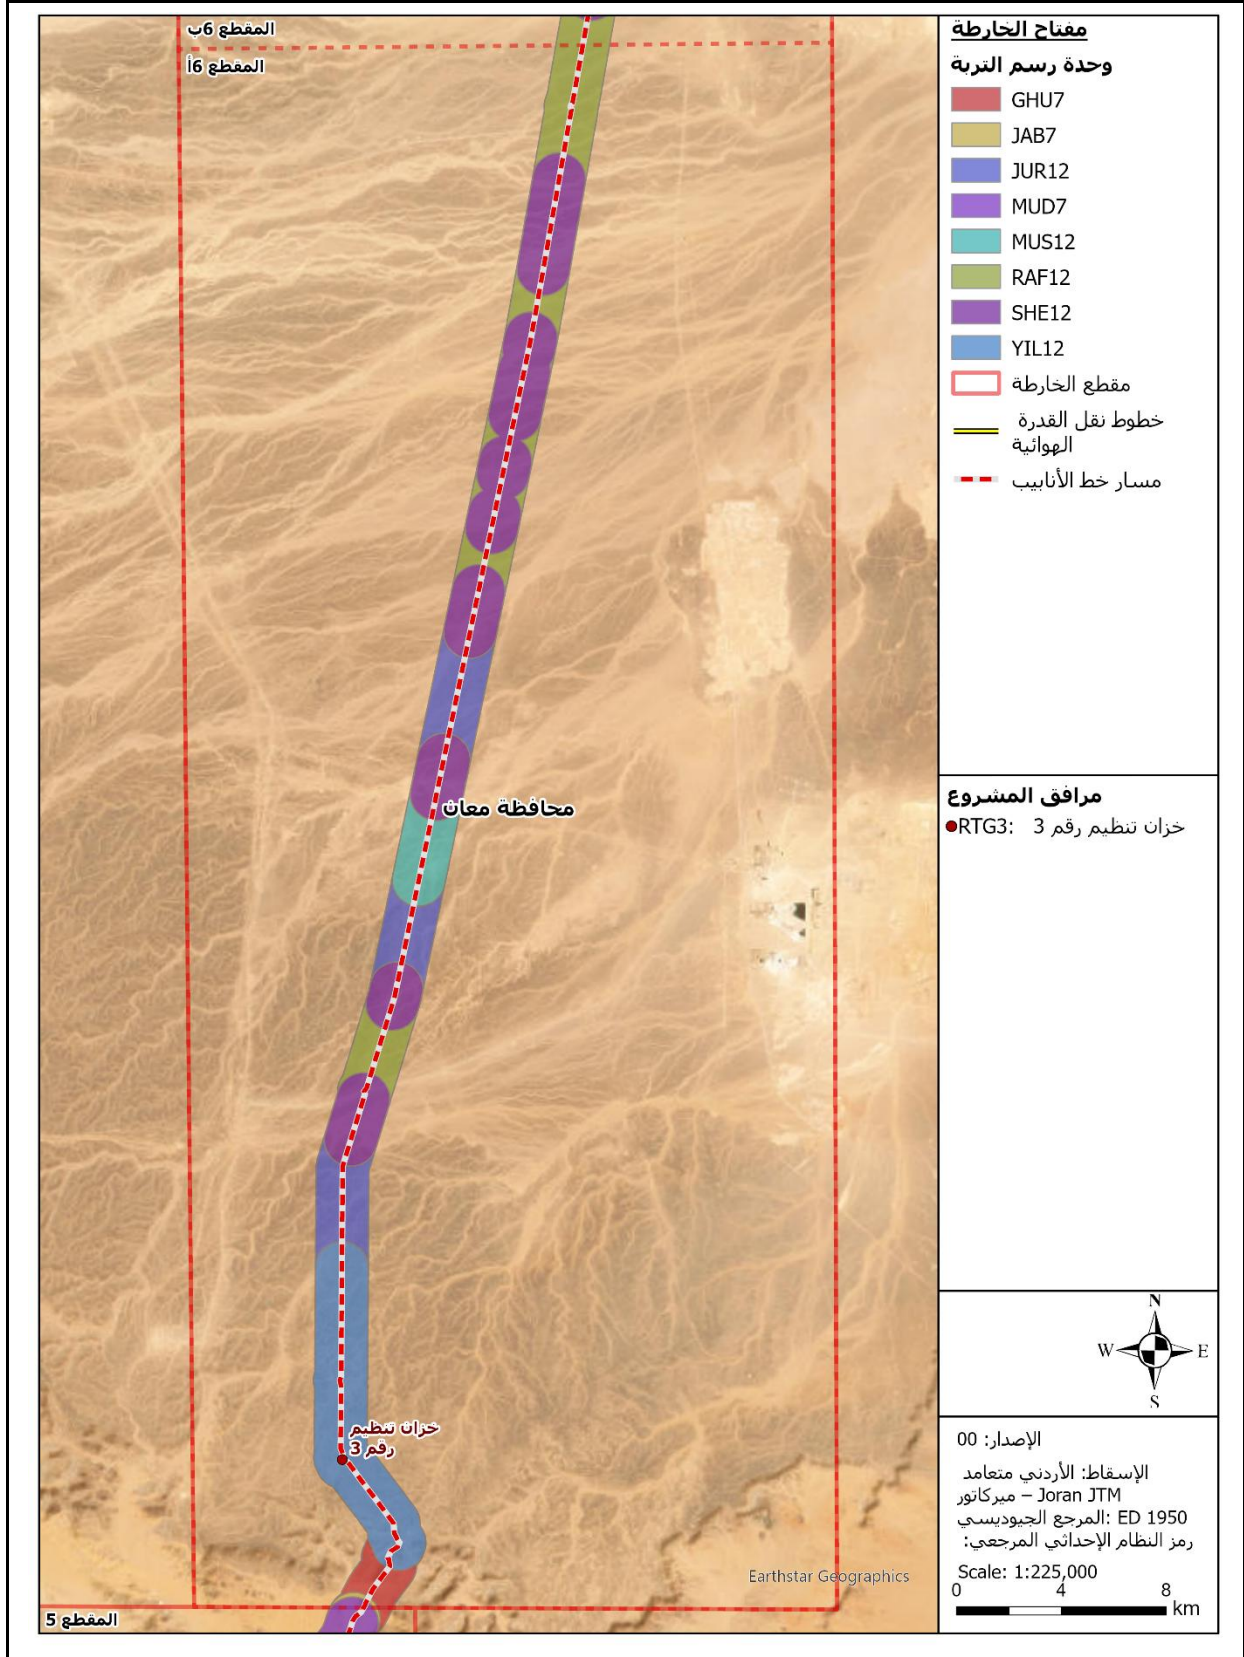 المقطع 6ب
المقطع 6أ
محافظة معان
خزان تنظيم
رقم 3
المقطع 5
Earthstar Geographics
مفتاح الخارطة
وحدة رسم التربة
GHU7
JAB7
JUR12
MUD7
MUS12
RAF12
SHE12
YIL12
مقطع الخارطة
خطوط نقل القدرة
الهوائية
مسار خط الأنابيب
مرافق المشروع
RTG3: خزان تنظيم رقم 3
N
W E
S
الإصدار: 00
الإسقاط: الأردني متعامد
ميركاتور – Joran JTM
المرجع الجيوديسي: ED 1950
رمز النظام الإحداثي المرجعي:
Scale: 1:225,000
0 4 8
km